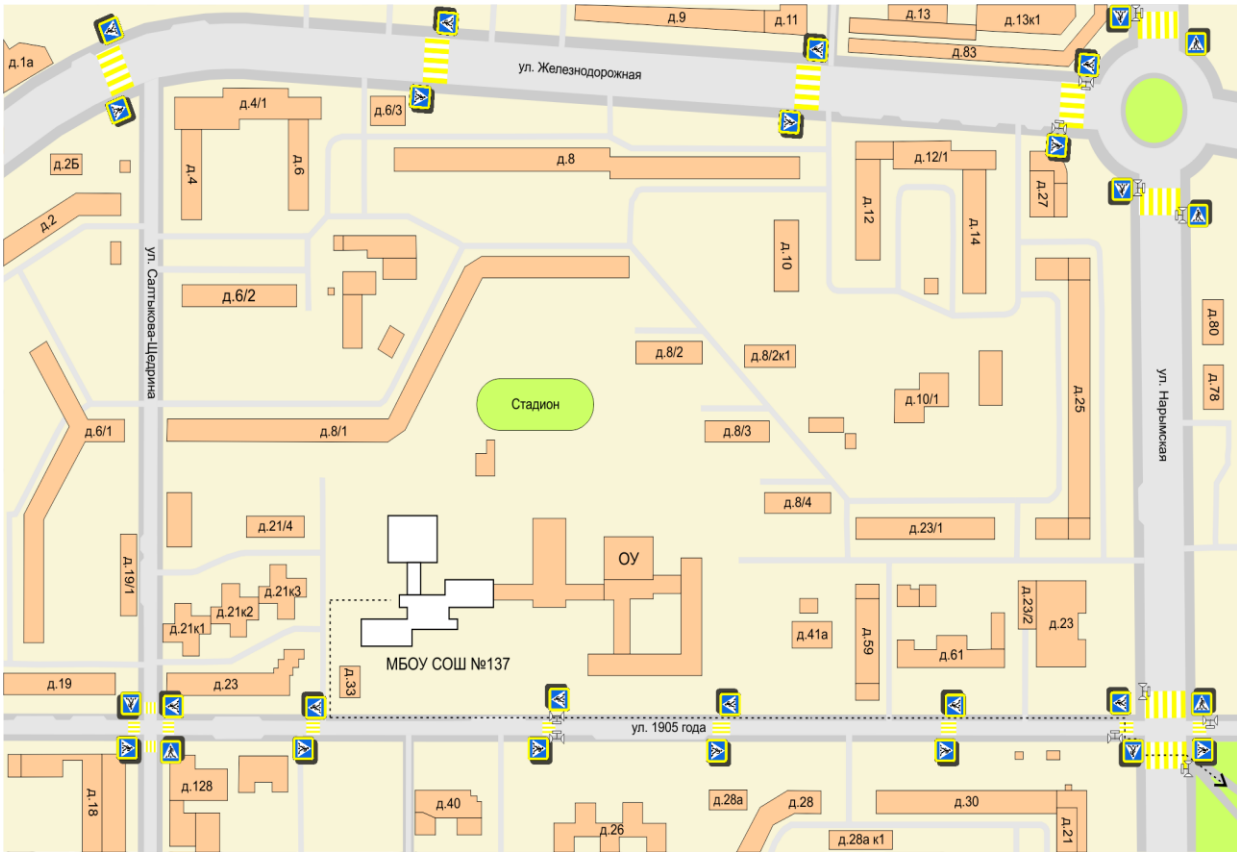 д.9
д.11
д.13
д.13к1
д.83
д.1а
ул. Железнодорожная
д.4/1
д.6/3
д.2Б
д.4
д.6
д.8
д.12/1
д.27
д.12
д.14
д.2
ул. Салтыкова-Щедрина
д.10
д.6/2
д.80
д.8/2
д.8/2к1
д.25
ул. Нарымская
д.78
Стадион
д.10/1
д.6/1
д.8/1
д.8/3
д.8/4
д.21/4
д.23/1
д.19/1
ОУ
д.21к3
д.21к2
д.21к1
д.41а
д.59
д.23/2
д.23
д.61
МБОУ СОШ №137
д.33
д.19
д.23
ул. 1905 года
д.18
д.128
д.40
д.26
д.28а
д.28
д.30
д.21
д.28а к1